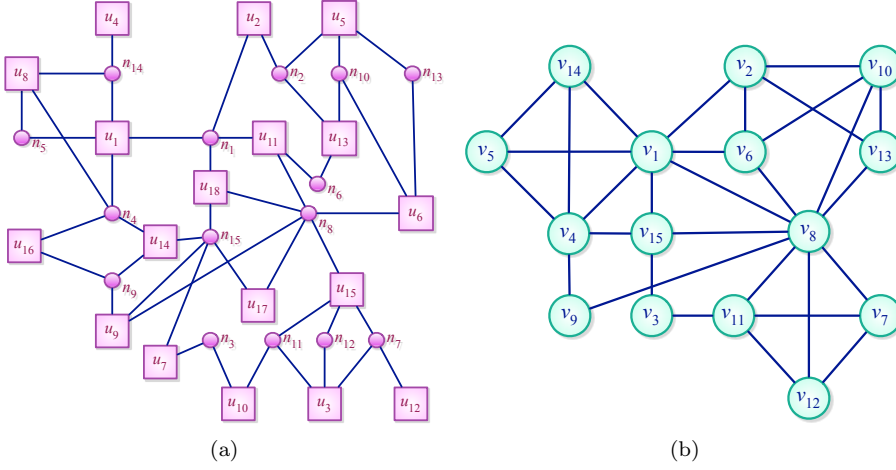 u4 u2 u5
u8 n14 n2 n10 n13
n5 u1 n1 u11 u13
u18 n6
n4 n8 u6
u16 u14 n15
n9 u17 u15
u9 n3 n11 n12 n7
u7
u10 u3 u12
(a)
v14 v2 v10
v5 v1 v6 v13
v4 v15 v8
v9 v3 v11 v7
v12
(b)